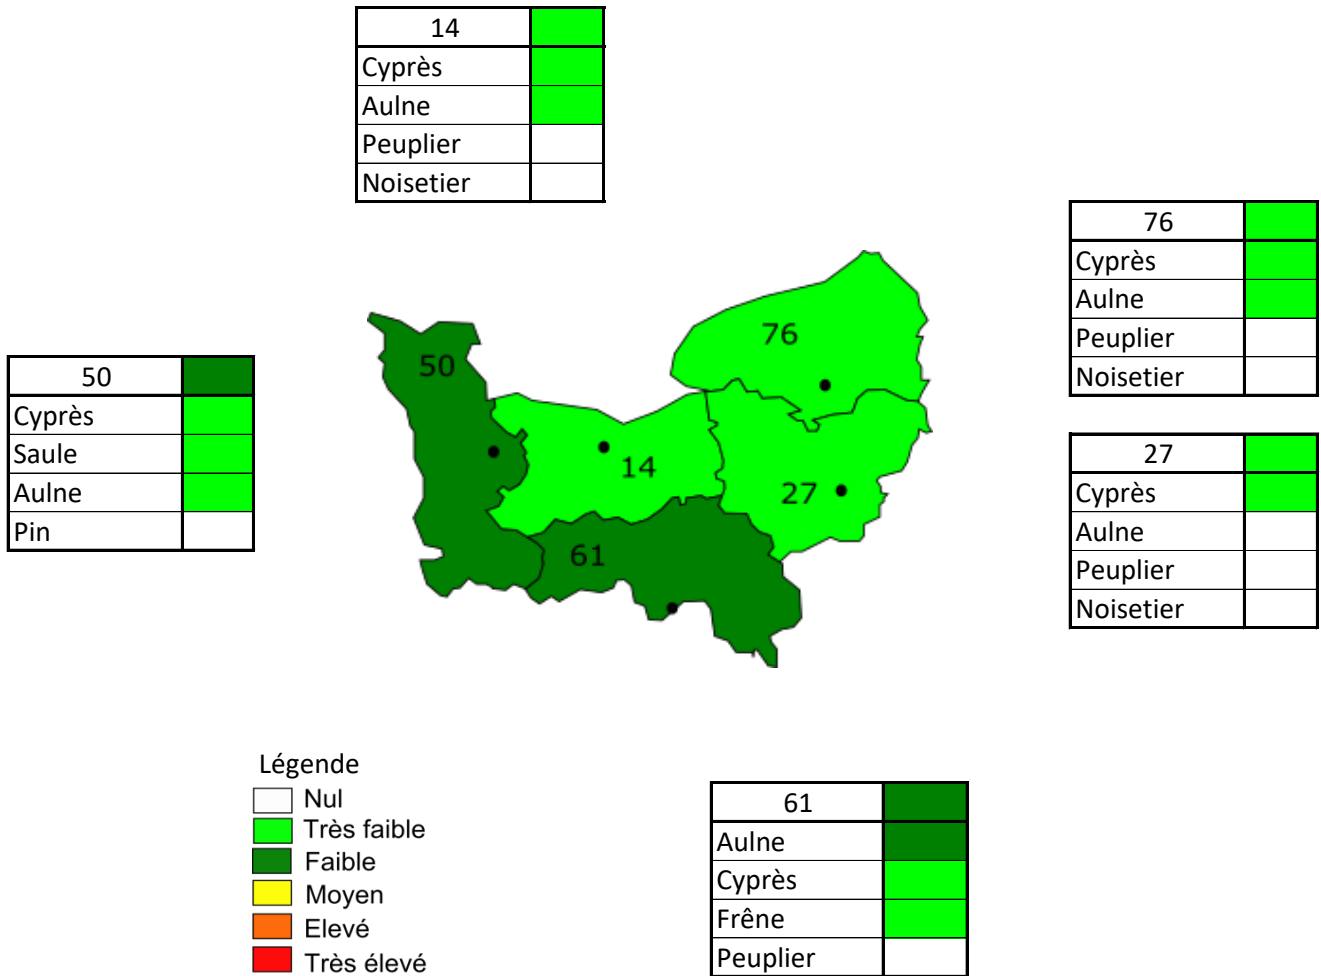 14
Cyprès
Aulne
Peuplier
Noisetier
76
Cyprès
Aulne
Peuplier
Noisetier
50
Cyprès
Saule
Aulne
Pin
76
50
14
27
61
27
Cyprès
Aulne
Peuplier
Noisetier
Légende
Nul
Très faible
Faible
Moyen
Elevé
Très élevé
61
Aulne
Cyprès
Frêne
Peuplier